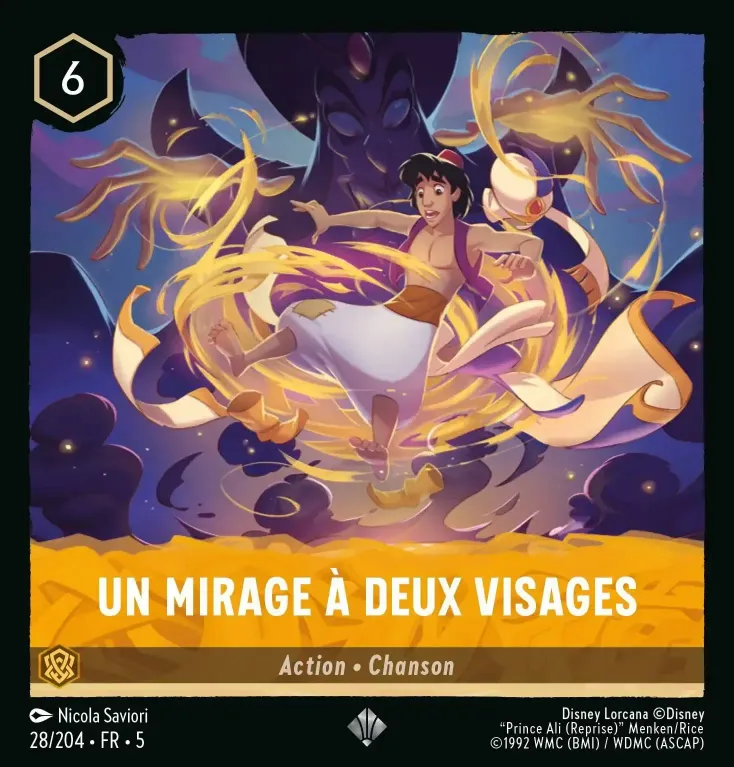 6
UN MIRAGE À DEUX VISAGES
Action • Chanson
Nicola Saviori
28/204 • FR • 5
Disney Lorcana ©Disney
“Prince Ali (Reprise)” Menken/Rice
©1992 WMC (BMI) / WDMC (ASCAP)